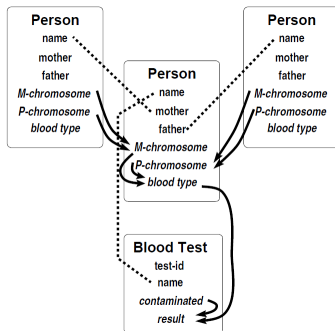 Person
name
mother
father
M-chromosome
P-chromosome
blood type
Person
name
mother
father
M-chromosome
P-chromosome
blood type
Person
name
mother
father
M-chromosome
P-chromosome
blood type
Blood Test
test-id
name
contaminated
result